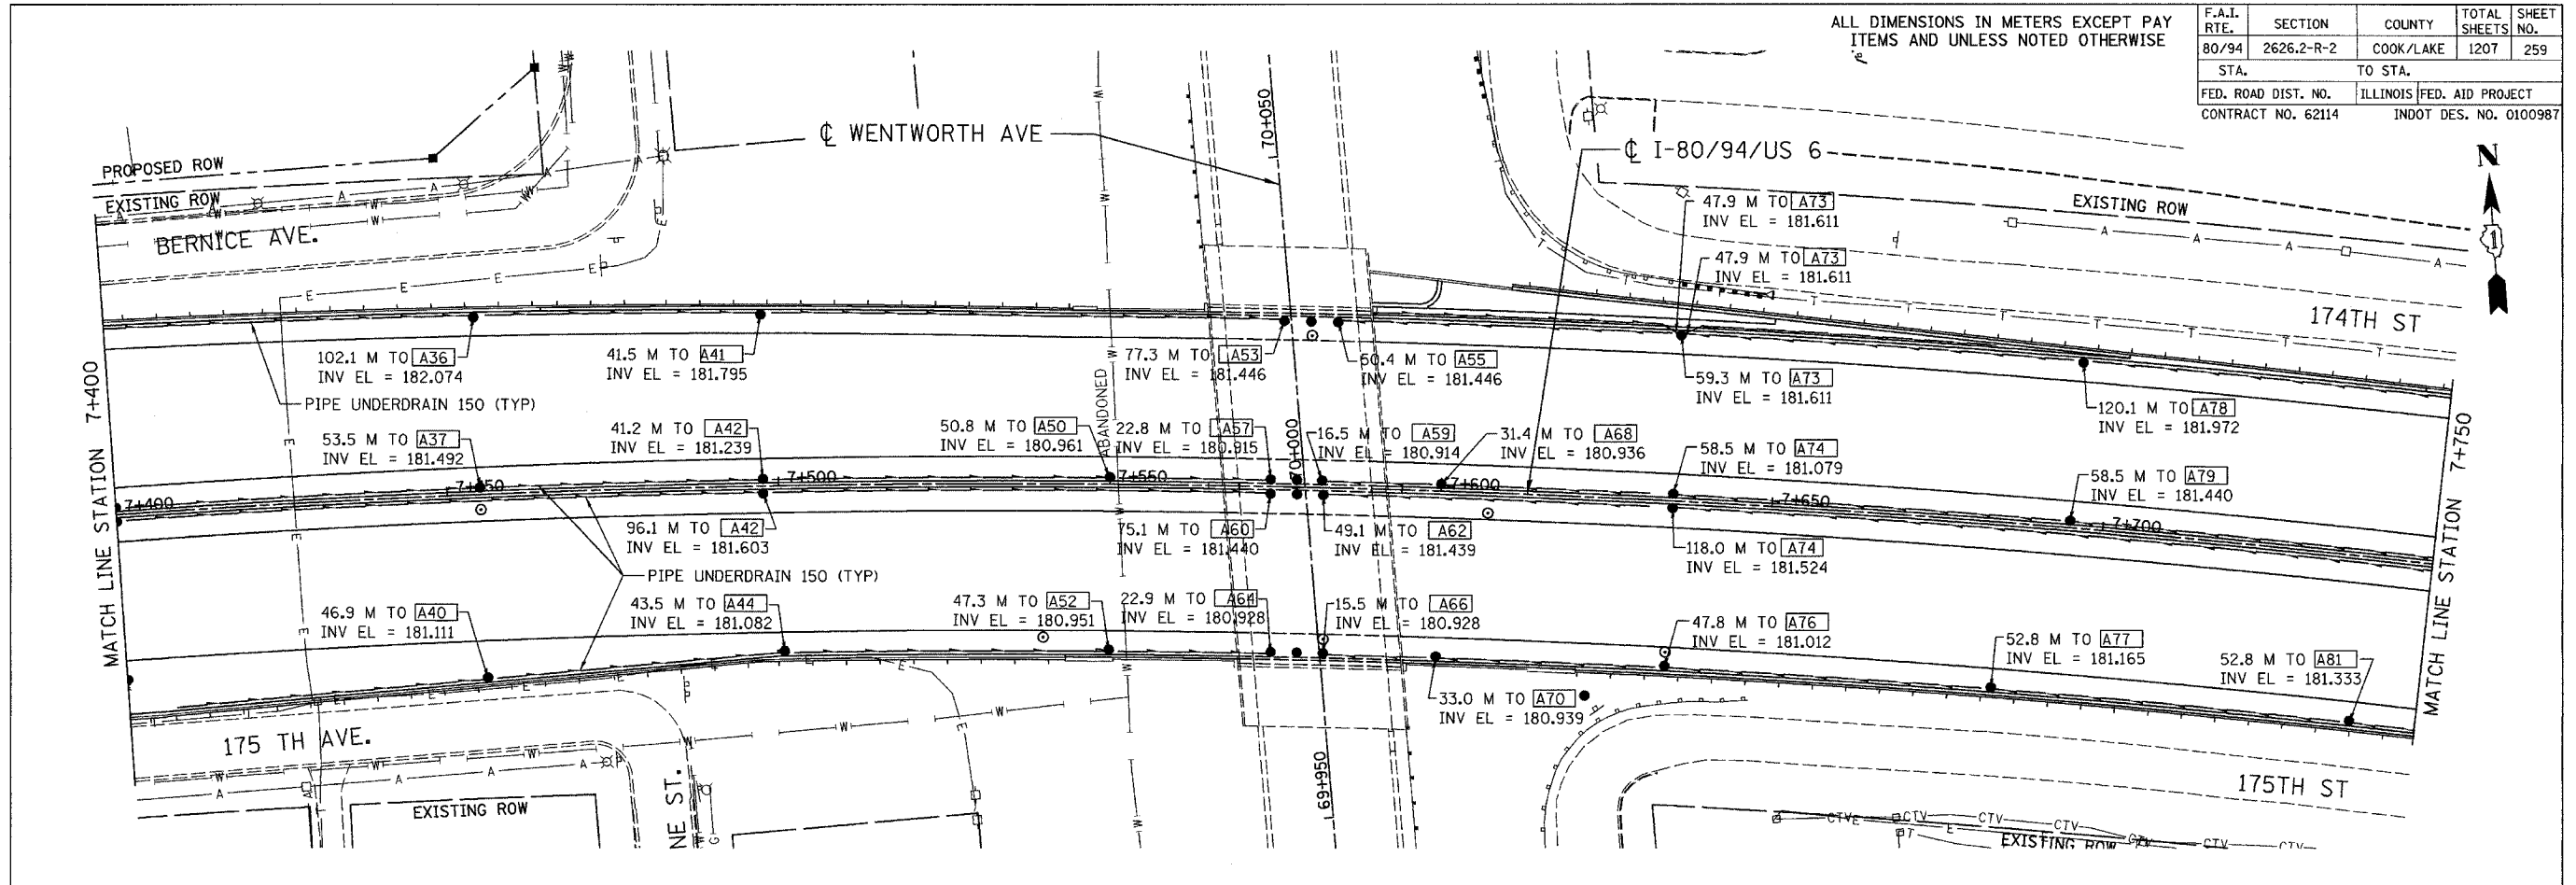 ALL DIMENSIONS IN METERS EXCEPT PAY
ITEMS AND UNLESS NOTED OTHERWISE
F.A.I. RTE. SECTION COUNTY TOTAL SHEETS SHEET NO.
80/94 2626.2-R-2 COOK/LAKE 1207 259
STA. TO STA.
FED. ROAD DIST. NO. ILLINOIS FED. AID PROJECT
CONTRACT NO. 62114 INDOT DES. NO. 0100987
℄ WENTWORTH AVE
70+050
℄ I-80/94/US 6
N
1
PROPOSED ROW
EXISTING ROW
BERNICE AVE.
EXISTING ROW
174TH ST
47.9 M TO A73
INV EL = 181.611
47.9 M TO A73
INV EL = 181.611
102.1 M TO A36
INV EL = 182.074
41.5 M TO A41
INV EL = 181.795
77.3 M TO A53
INV EL = 181.446
60.4 M TO A55
INV EL = 181.446
59.3 M TO A73
INV EL = 181.611
120.1 M TO A78
INV EL = 181.972
PIPE UNDERDRAIN 150 (TYP)
MATCH LINE STATION 7+400
MATCH LINE STATION 7+750
53.5 M TO A37
INV EL = 181.492
41.2 M TO A42
INV EL = 181.239
50.8 M TO A50
INV EL = 180.961
ABANDONED
22.8 M TO A57
INV EL = 180.915
70+000
16.5 M TO A59
INV EL = 180.914
31.4 M TO A68
INV EL = 180.936
58.5 M TO A74
INV EL = 181.079
58.5 M TO A79
INV EL = 181.440
7+400
7+450
7+500
7+550
7+600
7+650
7+700
96.1 M TO A42
INV EL = 181.603
75.1 M TO A60
INV EL = 181.440
49.1 M TO A62
INV EL = 181.439
118.0 M TO A74
INV EL = 181.524
PIPE UNDERDRAIN 150 (TYP)
46.9 M TO A40
INV EL = 181.111
43.5 M TO A44
INV EL = 181.082
47.3 M TO A52
INV EL = 180.951
22.9 M TO A64
INV EL = 180.928
15.5 M TO A66
INV EL = 180.928
47.8 M TO A76
INV EL = 181.012
52.8 M TO A77
INV EL = 181.165
52.8 M TO A81
INV EL = 181.333
33.0 M TO A70
INV EL = 180.939
175 TH AVE.
NE ST.
69+950
175TH ST
EXISTING ROW
EXISTING ROW
CTV CTV CTV CTV CTV